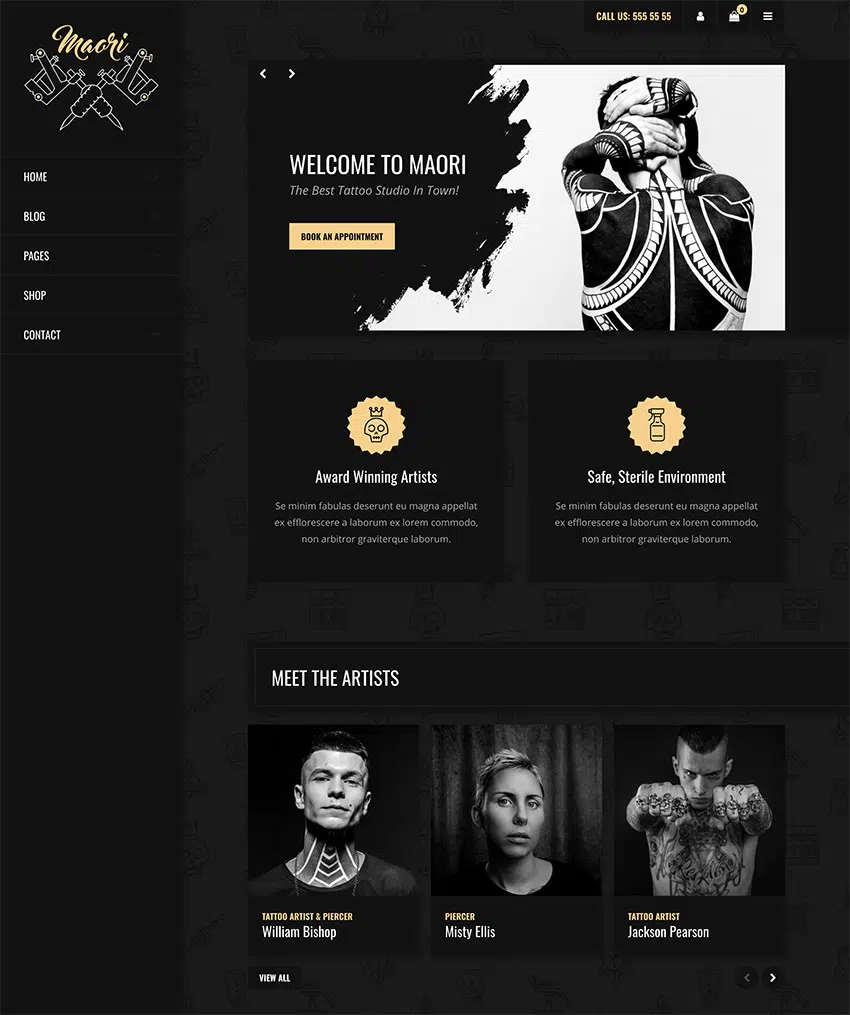 Maori
HOME
BLOG
PAGES
SHOP
CONTACT
CALL US: 555 55 55
0
WELCOME TO MAORI
The Best Tattoo Studio In Town!
BOOK AN APPOINTMENT
Award Winning Artists
Se minim fabulas deserunt eu magna appellat
ex efflorescere a laborum ex lorem commodo,
non arbitror graviterque laborum.
Safe, Sterile Environment
Se minim fabulas deserunt eu magna appellat
ex efflorescere a laborum ex lorem commodo,
non arbitror graviterque laborum.
MEET THE ARTISTS
TATTOO ARTIST & PIERCER
William Bishop
PIERCER
Misty Ellis
TATTOO ARTIST
Jackson Pearson
VIEW ALL